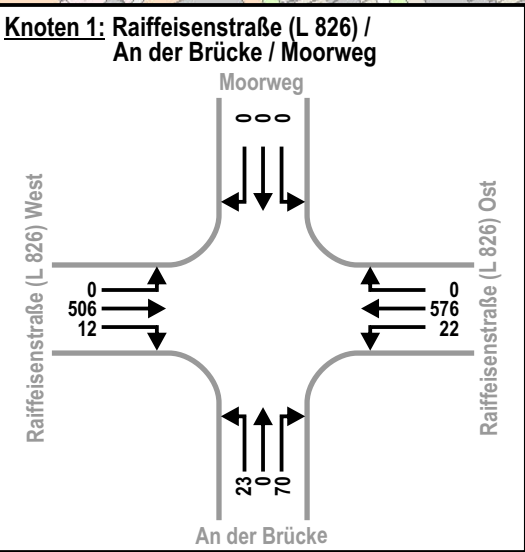 Knoten 1: Raiffeisenstraße (L 826) /
An der Brücke / Moorweg
Moorweg
0 0 0
Raiffeisenstraße (L 826) West
0
506
12
0
576
22
Raiffeisenstraße (L 826) Ost
23 0 70
An der Brücke